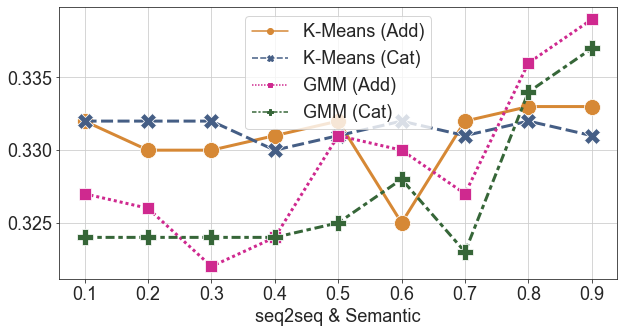 K-Means (Add)
K-Means (Cat)
GMM (Add)
GMM (Cat)
0.335
0.330
0.325
0.1 0.2 0.3 0.4 0.5 0.6 0.7 0.8 0.9
seq2seq & Semantic